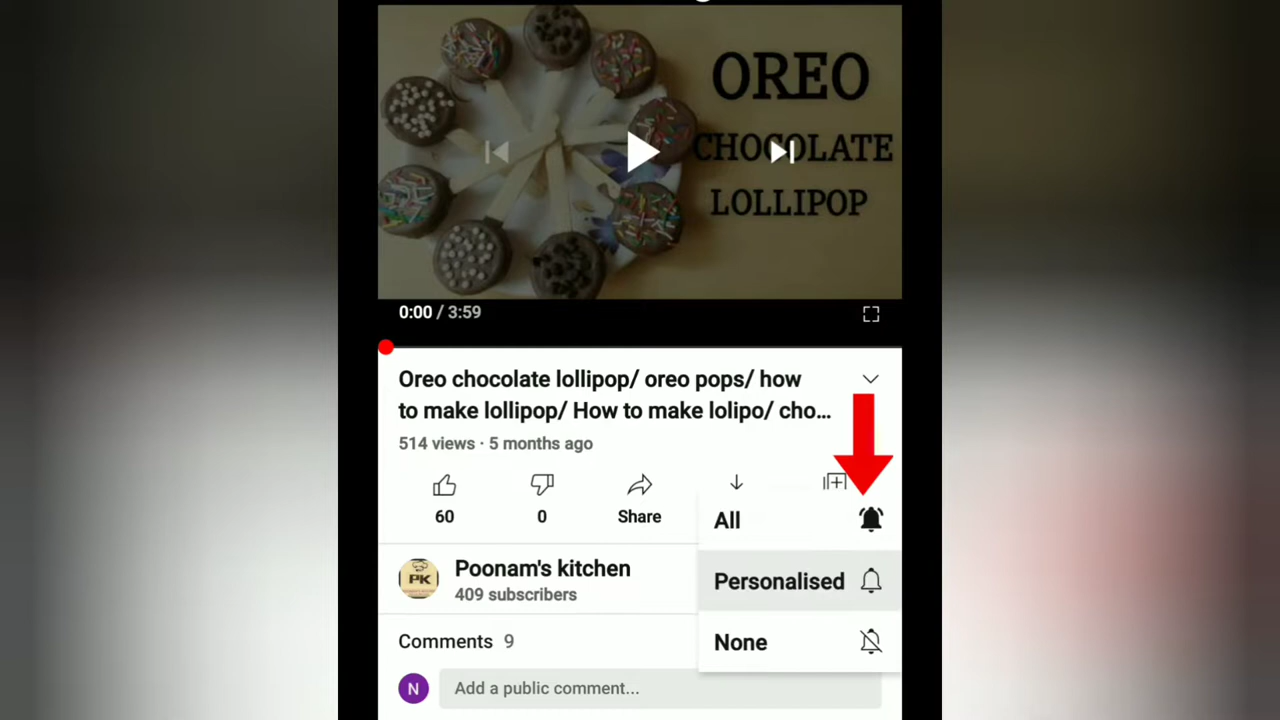 OREO
CHOCOLATE
LOLLIPOP
0:00 / 3:59
Oreo chocolate lollipop/ oreo pops/ how
to make lollipop/ How to make lolipo/ cho...
514 views · 5 months ago
60
0
Share
All
PK
Poonam's kitchen
409 subscribers
Personalised
Comments 9
None
N
Add a public comment...